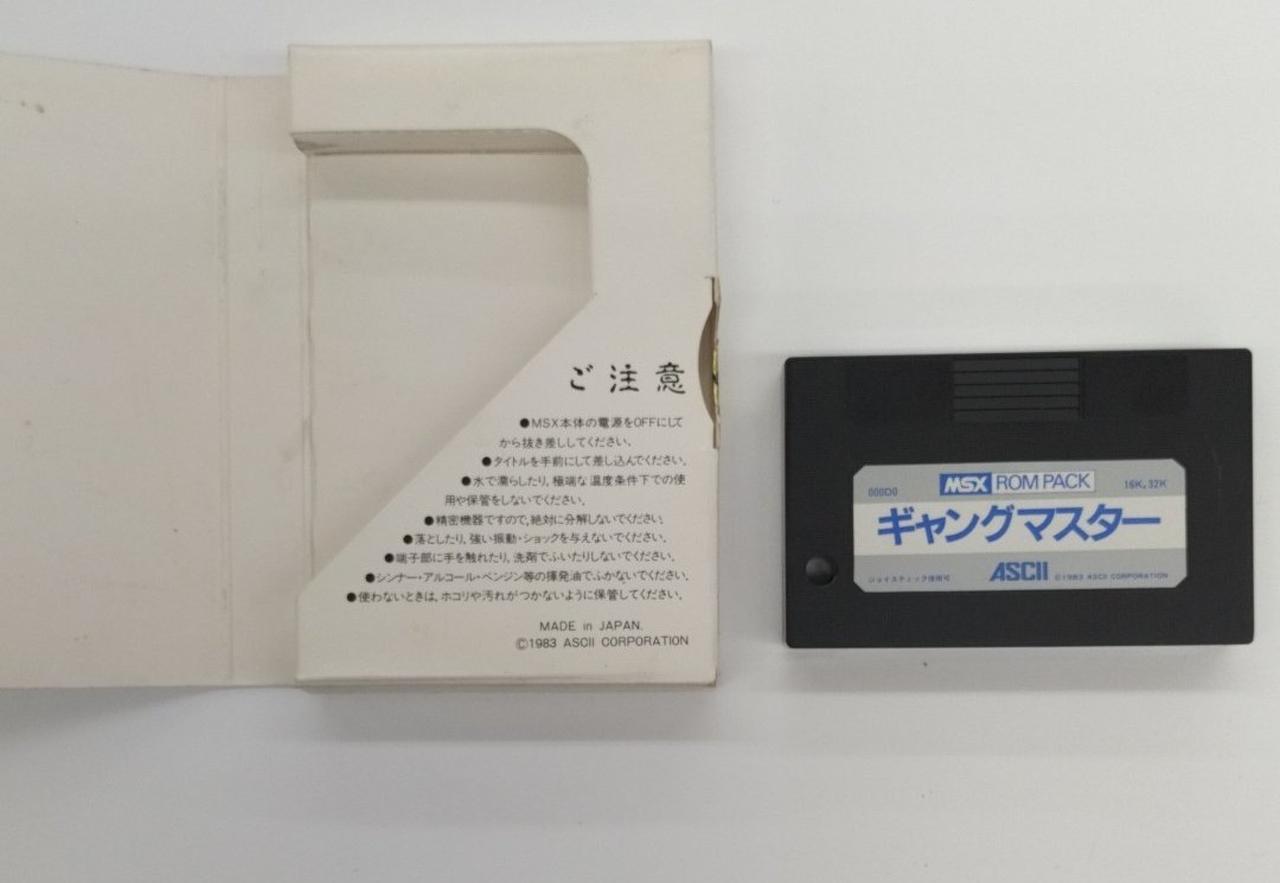 ご注意
●MSX本体の電源をOFFにして
から抜き差ししてください。
●タイトルを手前にして差し込んでください。
●水で濡らしたり、極端な温度条件下での使
用や保管をしないでください。
●精密機器ですので、絶対に分解しないでください。
●落としたり、強い振動・ショックを与えないでください。
●端子部に手を触れたり、洗剤でふいたりしないでください。
●シンナー・アルコール・ベンジン等の揮発油でふかないでください。
●使わないときは、ホコリや汚れがつかないように保管してください。
MADE in JAPAN.
©1983 ASCII CORPORATION
000D0 MSX ROM PACK 16K,32K
ギャングマスター
ジョイスティック使用可 ASCII ©1983 ASCII CORPORATION